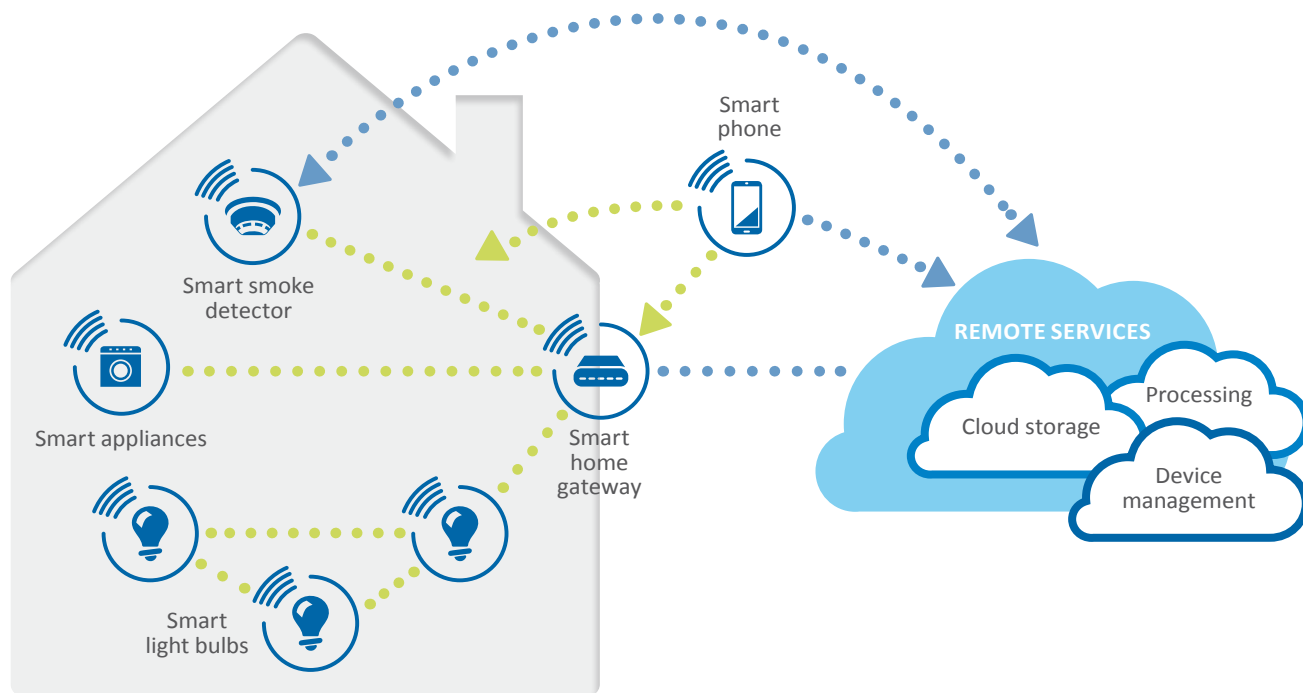 Smart
phone
Smart smoke
detector
REMOTE SERVICES
Processing
Cloud storage
Smart appliances
Smart
home
gateway
Device
management
Smart
light bulbs